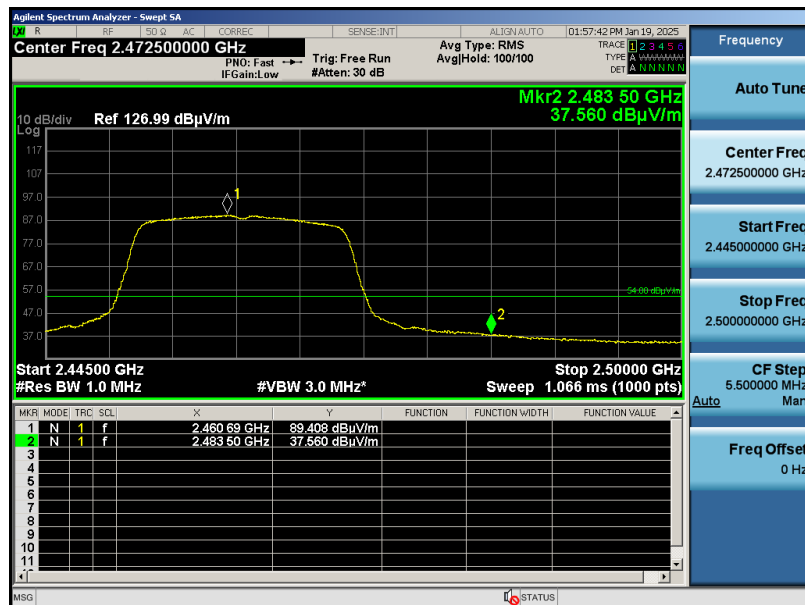 Agilent Spectrum Analyzer - Swept SA
LXI R RF 50 Ω AC CORREC SENSE:INT ALIGN AUTO 01:57:42 PM Jan 19, 2025
Center Freq 2.472500000 GHz
PNO: Fast
IFGain:Low
Trig: Free Run
#Atten: 30 dB
Avg Type: RMS
Avg|Hold: 100/100
TRACE 1 2 3 4 5 6
TYPE A WWWWW
DET A N N N N N
Mkr2 2.483 50 GHz
37.560 dBµV/m
10 dB/div Ref 126.99 dBµV/m
Log
117
107
97.0
87.0
77.0
67.0
57.0
47.0
37.0
1
2
54.00 dBµV/m
Start 2.44500 GHz Stop 2.50000 GHz
#Res BW 1.0 MHz #VBW 3.0 MHz* Sweep 1.066 ms (1000 pts)
MKR MODE TRC SCL X Y FUNCTION FUNCTION WIDTH FUNCTION VALUE
1 N 1 f 2.460 69 GHz 89.408 dBµV/m
2 N 1 f 2.483 50 GHz 37.560 dBµV/m
3
4
5
6
7
8
9
10
11
MSG STATUS
Frequency
Auto Tune
Center Freq
2.472500000 GHz
Start Freq
2.445000000 GHz
Stop Freq
2.500000000 GHz
CF Step
5.500000 MHz
Auto Man
Freq Offset
0 Hz